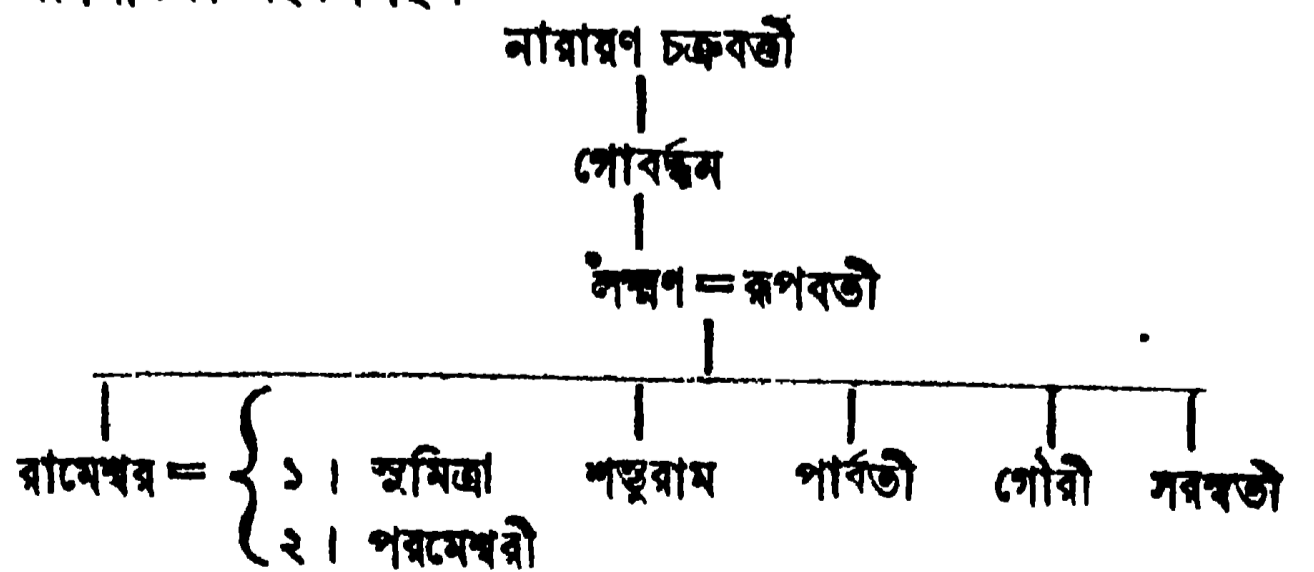 নারায়ণ চক্রবর্ত্তী
গোবর্দ্ধন
লক্ষ্মণ = রূপবতী
রামেশ্বর = { ১। সুমিত্রা শম্ভুরাম পার্বতী গৌরী সরস্বতী
২। পরমেশ্বরী